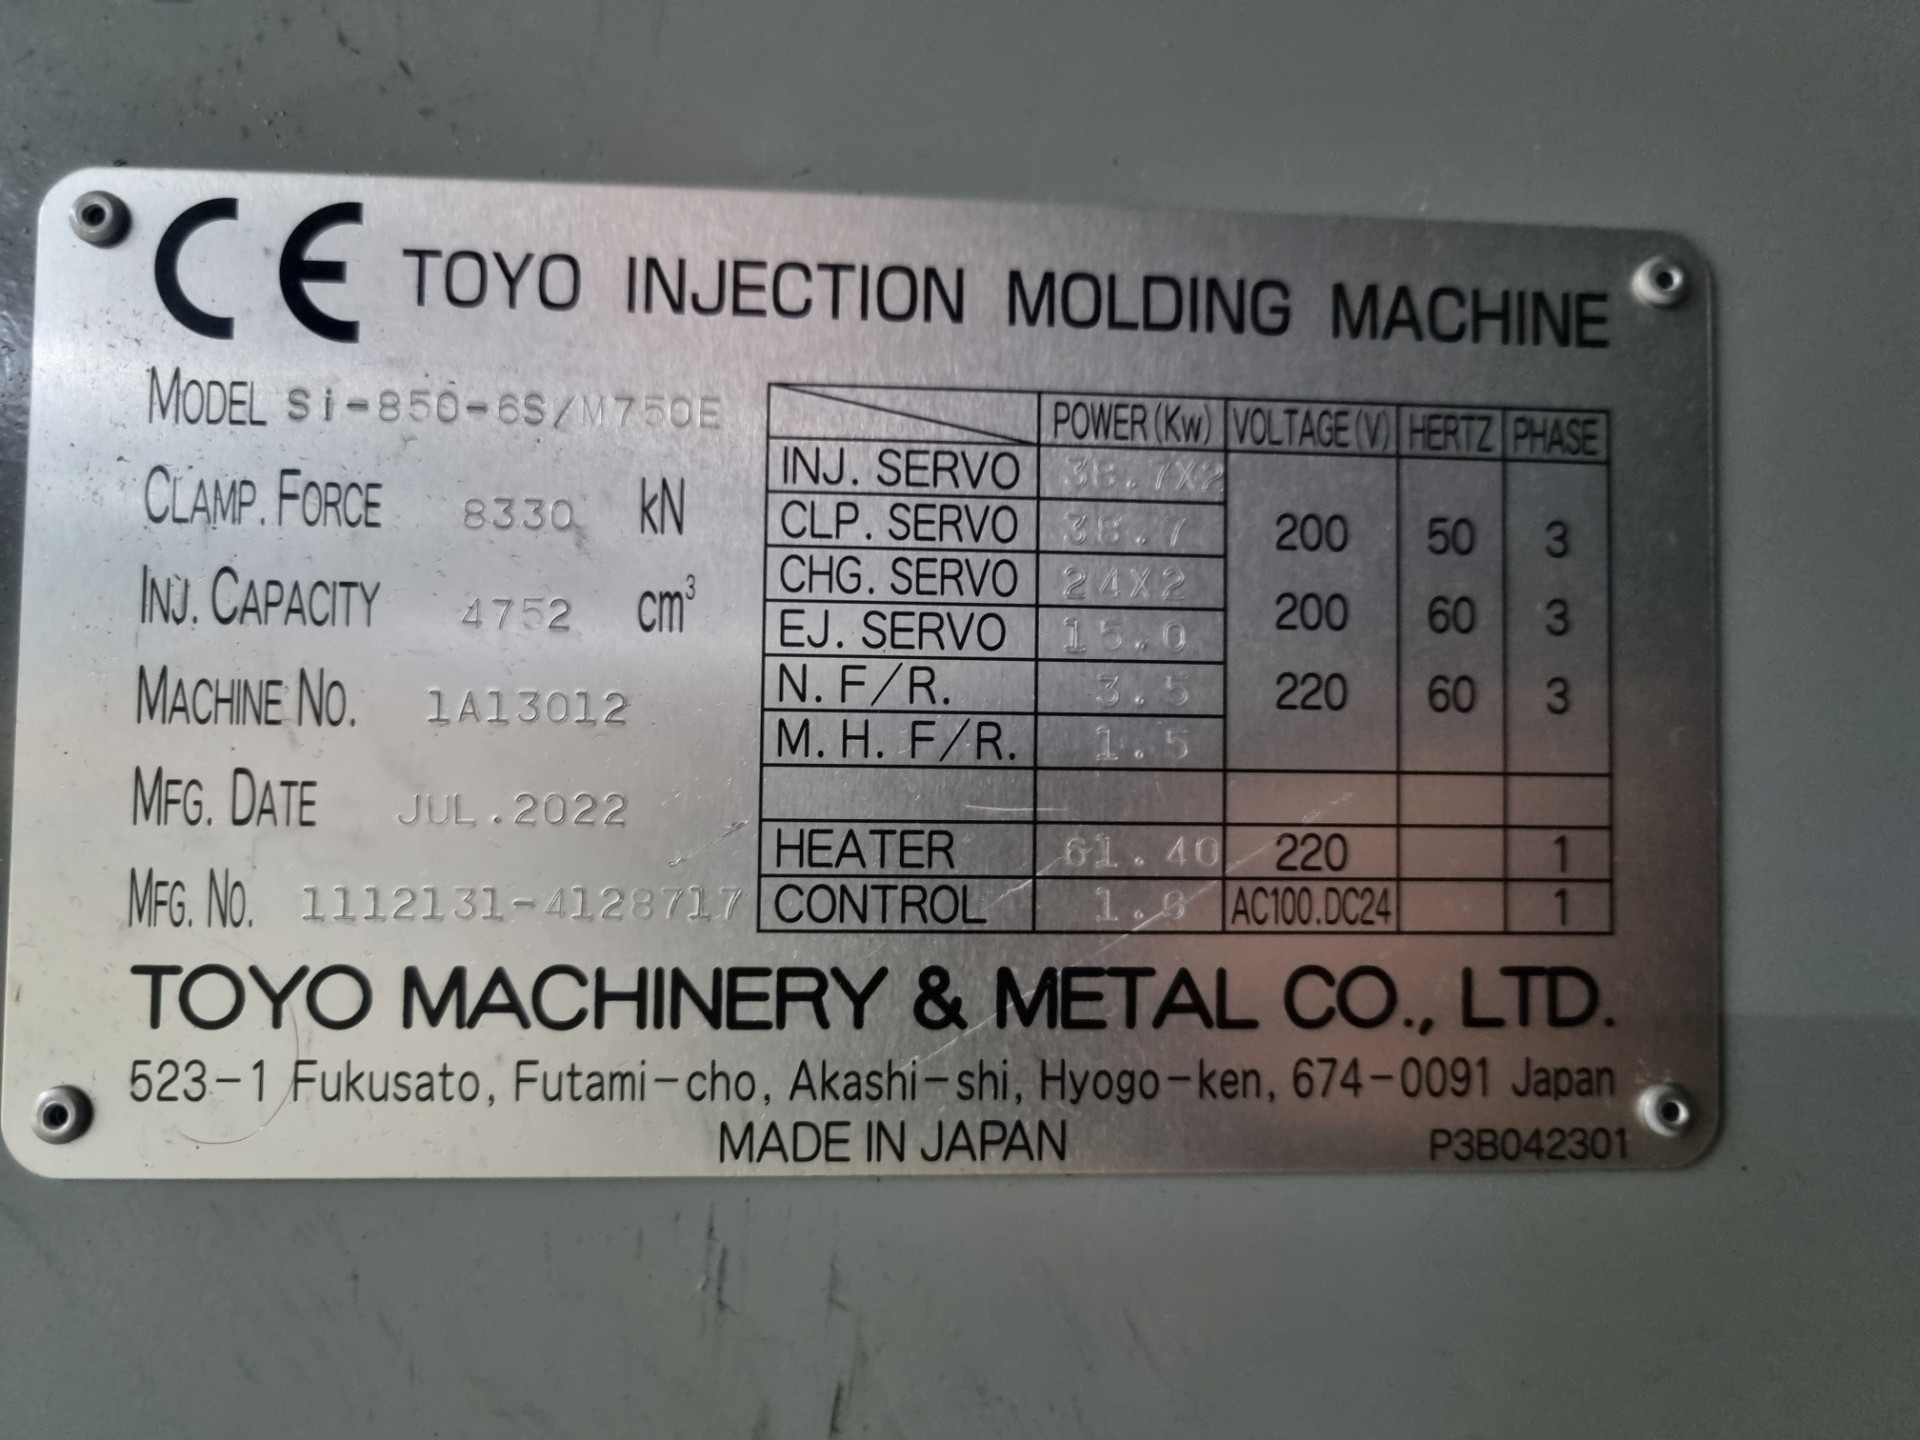 CE TOYO INJECTION MOLDING MACHINE
MODEL Si-850-6S/M750E
CLAMP. FORCE 8330 kN
INJ. CAPACITY 4752 cm³
MACHINE NO. 1A13012
MFG. DATE JUL.2022
MFG. NO. 1112131-4128717
POWER(KW) VOLTAGE(V) HERTZ PHASE
INJ. SERVO 38.7X2
CLP. SERVO 38.7
CHG. SERVO 24X2
EJ. SERVO 15.0
N. F/R. 3.5
M. H. F/R. 1.5
200 50 3
200 60 3
220 60 3
HEATER 61.40 220 1
CONTROL AC100.DC24 1
TOYO MACHINERY & METAL CO., LTD.
523-1 Fukusato, Futami-cho, Akashi-shi, Hyogo-ken, 674-0091 Japan
MADE IN JAPAN
P3B042301